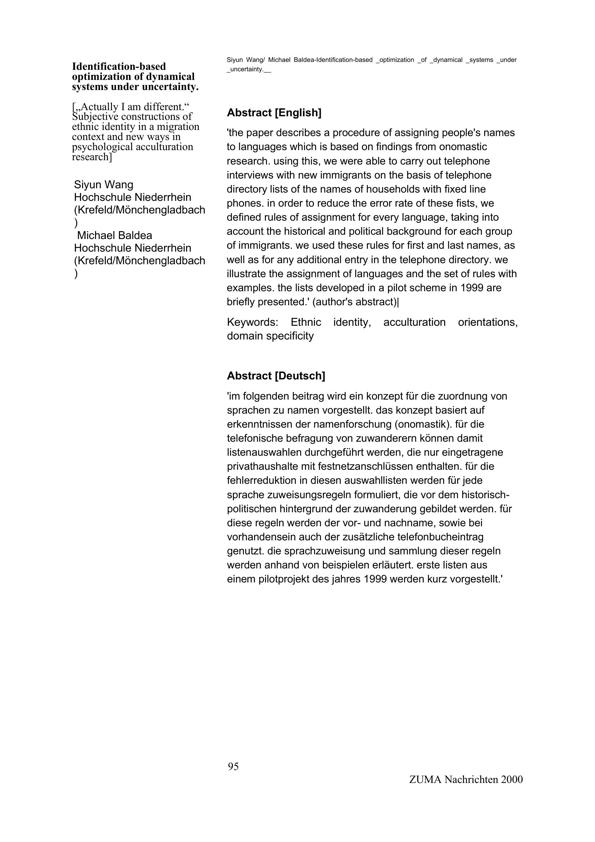 Identification-based
optimization of dynamical
systems under uncertainty.
[„Actually I am different.“
Subjective constructions of
ethnic identity in a migration
context and new ways in
psychological acculturation
research]
Siyun Wang
Hochschule Niederrhein
(Krefeld/Mönchengladbach
)
Michael Baldea
Hochschule Niederrhein
(Krefeld/Mönchengladbach
)
Siyun Wang/ Michael Baldea-Identification-based _optimization _of _dynamical _systems _under
_uncertainty.__
Abstract [English]
'the paper describes a procedure of assigning people's names
to languages which is based on findings from onomastic
research. using this, we were able to carry out telephone
interviews with new immigrants on the basis of telephone
directory lists of the names of households with fixed line
phones. in order to reduce the error rate of these fists, we
defined rules of assignment for every language, taking into
account the historical and political background for each group
of immigrants. we used these rules for first and last names, as
well as for any additional entry in the telephone directory. we
illustrate the assignment of languages and the set of rules with
examples. the lists developed in a pilot scheme in 1999 are
briefly presented.' (author's abstract)|
Keywords: Ethnic identity, acculturation orientations,
domain specificity
Abstract [Deutsch]
'im folgenden beitrag wird ein konzept für die zuordnung von
sprachen zu namen vorgestellt. das konzept basiert auf
erkenntnissen der namenforschung (onomastik). für die
telefonische befragung von zuwanderern können damit
listenauswahlen durchgeführt werden, die nur eingetragene
privathaushalte mit festnetzanschlüssen enthalten. für die
fehlerreduktion in diesen auswahllisten werden für jede
sprache zuweisungsregeln formuliert, die vor dem historisch-
politischen hintergrund der zuwanderung gebildet werden. für
diese regeln werden der vor- und nachname, sowie bei
vorhandensein auch der zusätzliche telefonbucheintrag
genutzt. die sprachzuweisung und sammlung dieser regeln
werden anhand von beispielen erläutert. erste listen aus
einem pilotprojekt des jahres 1999 werden kurz vorgestellt.'
95
ZUMA Nachrichten 2000